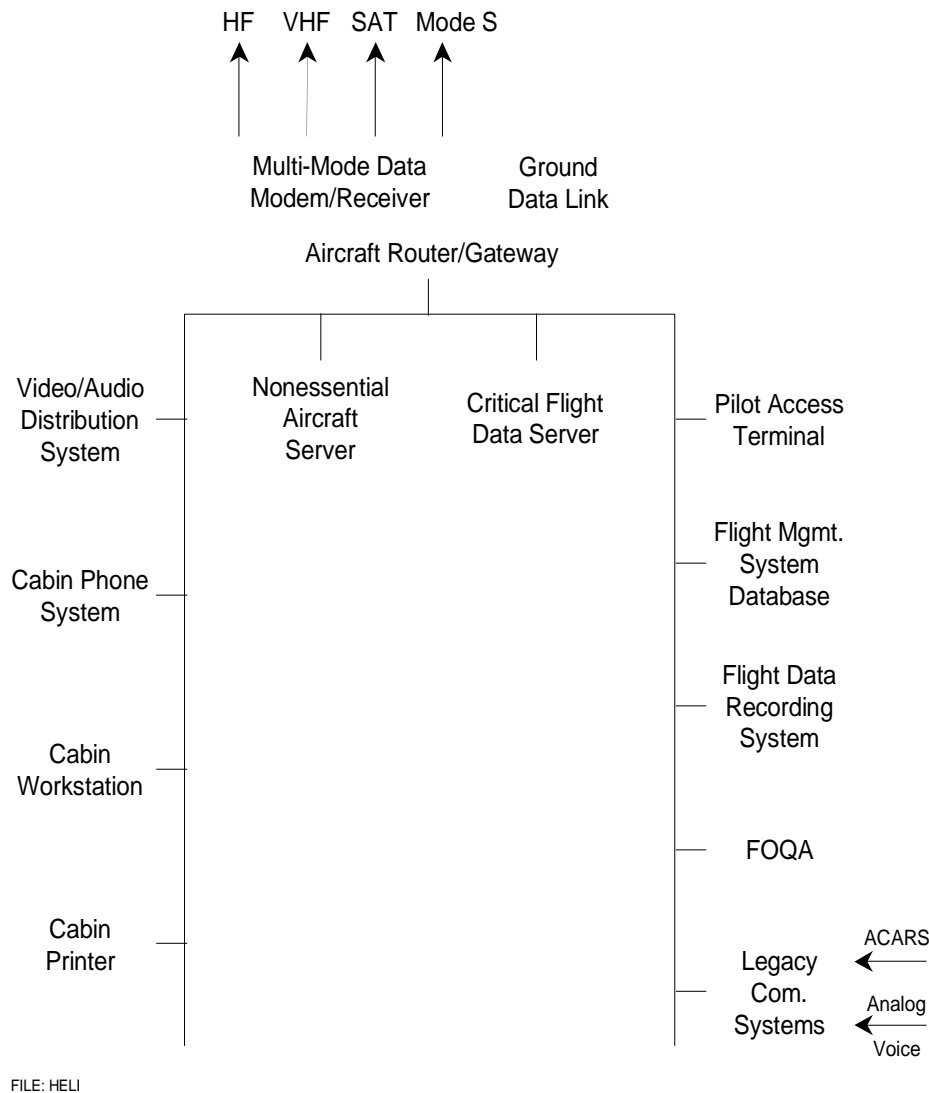 HF VHF SAT Mode S
Multi-Mode Data
Modem/Receiver
Ground
Data Link
Aircraft Router/Gateway
Video/Audio
Distribution
System
Nonessential
Aircraft
Server
Critical Flight
Data Server
Pilot Access
Terminal
Cabin Phone
System
Flight Mgmt.
System
Database
Flight Data
Recording
System
Cabin
Workstation
FOQA
Cabin
Printer
Legacy
Com.
Systems
ACARS
Analog
Voice
FILE: HELI